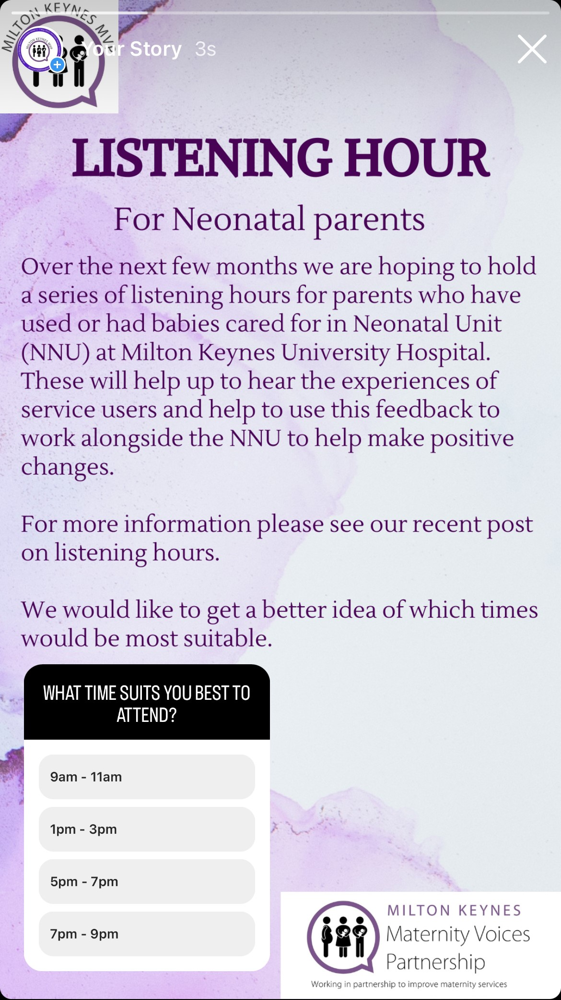 MILTON KEYNES MVP
MILTON KEYNES MVP
Your Story 3s
LISTENING HOUR
For Neonatal parents
Over the next few months we are hoping to hold
a series of listening hours for parents who have
used or had babies cared for in Neonatal Unit
(NNU) at Milton Keynes University Hospital.
These will help up to hear the experiences of
service users and help to use this feedback to
work alongside the NNU to help make positive
changes.
For more information please see our recent post
on listening hours.
We would like to get a better idea of which times
would be most suitable.
WHAT TIME SUITS YOU BEST TO
ATTEND?
9am - 11am
1pm - 3pm
5pm - 7pm
7pm - 9pm
MILTON KEYNES
Maternity Voices
Partnership
Working in partnership to improve maternity services